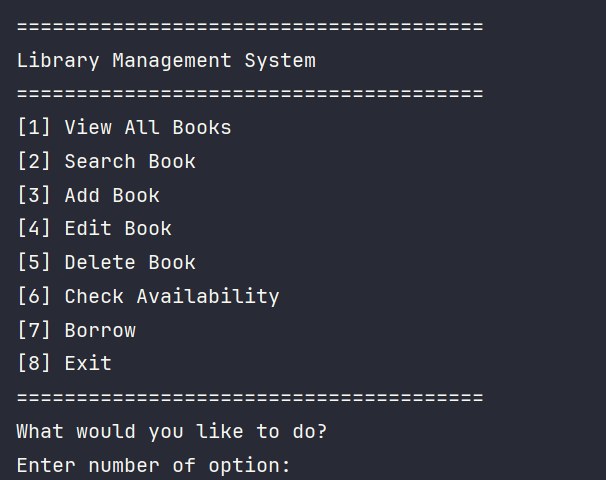 =======================================
Library Management System
=======================================
[1] View All Books
[2] Search Book
[3] Add Book
[4] Edit Book
[5] Delete Book
[6] Check Availability
[7] Borrow
[8] Exit
=======================================
What would you like to do?
Enter number of option: